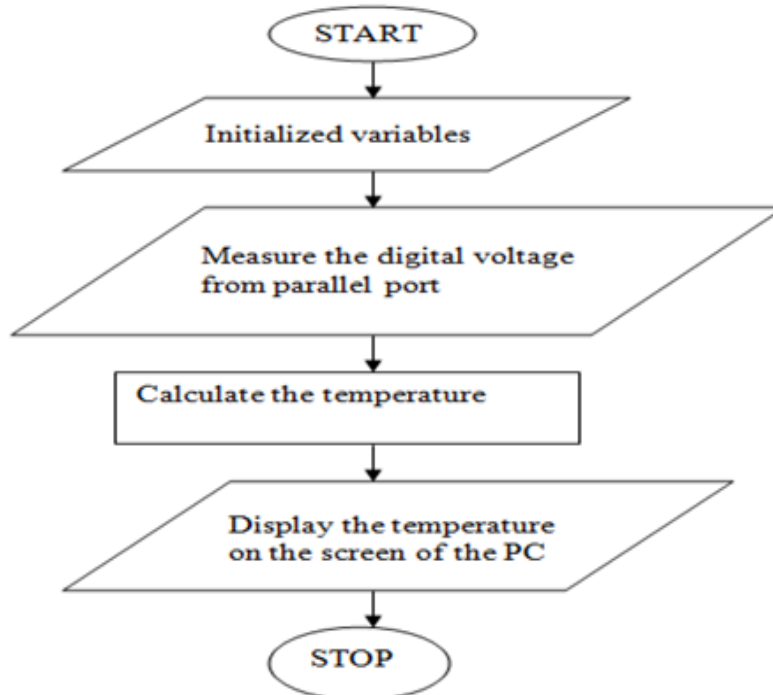 START
Initialized variables
Measure the digital voltage
from parallel port
Calculate the temperature
Display the temperature
on the screen of the PC
STOP